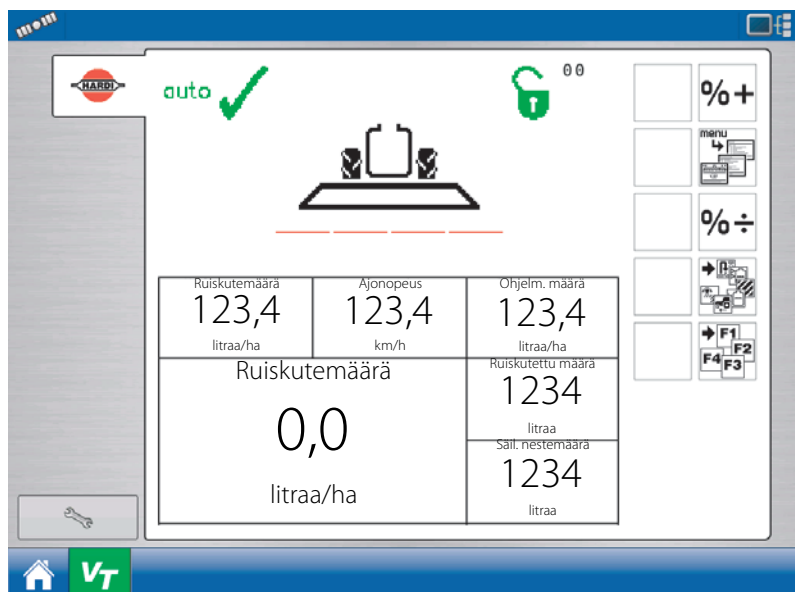 HARDI
auto
00
%+
menu
%÷
F1
F2
F4
F3
Ruiskutemäärä
123,4
litraa/ha
Ajonopeus
123,4
km/h
Ohjelm. määrä
123,4
litraa/ha
Ruiskutemäärä
0,0
litraa/ha
Ruiskutettu määrä
1234
litraa
Säil. nestemäärä
1234
litraa
VT